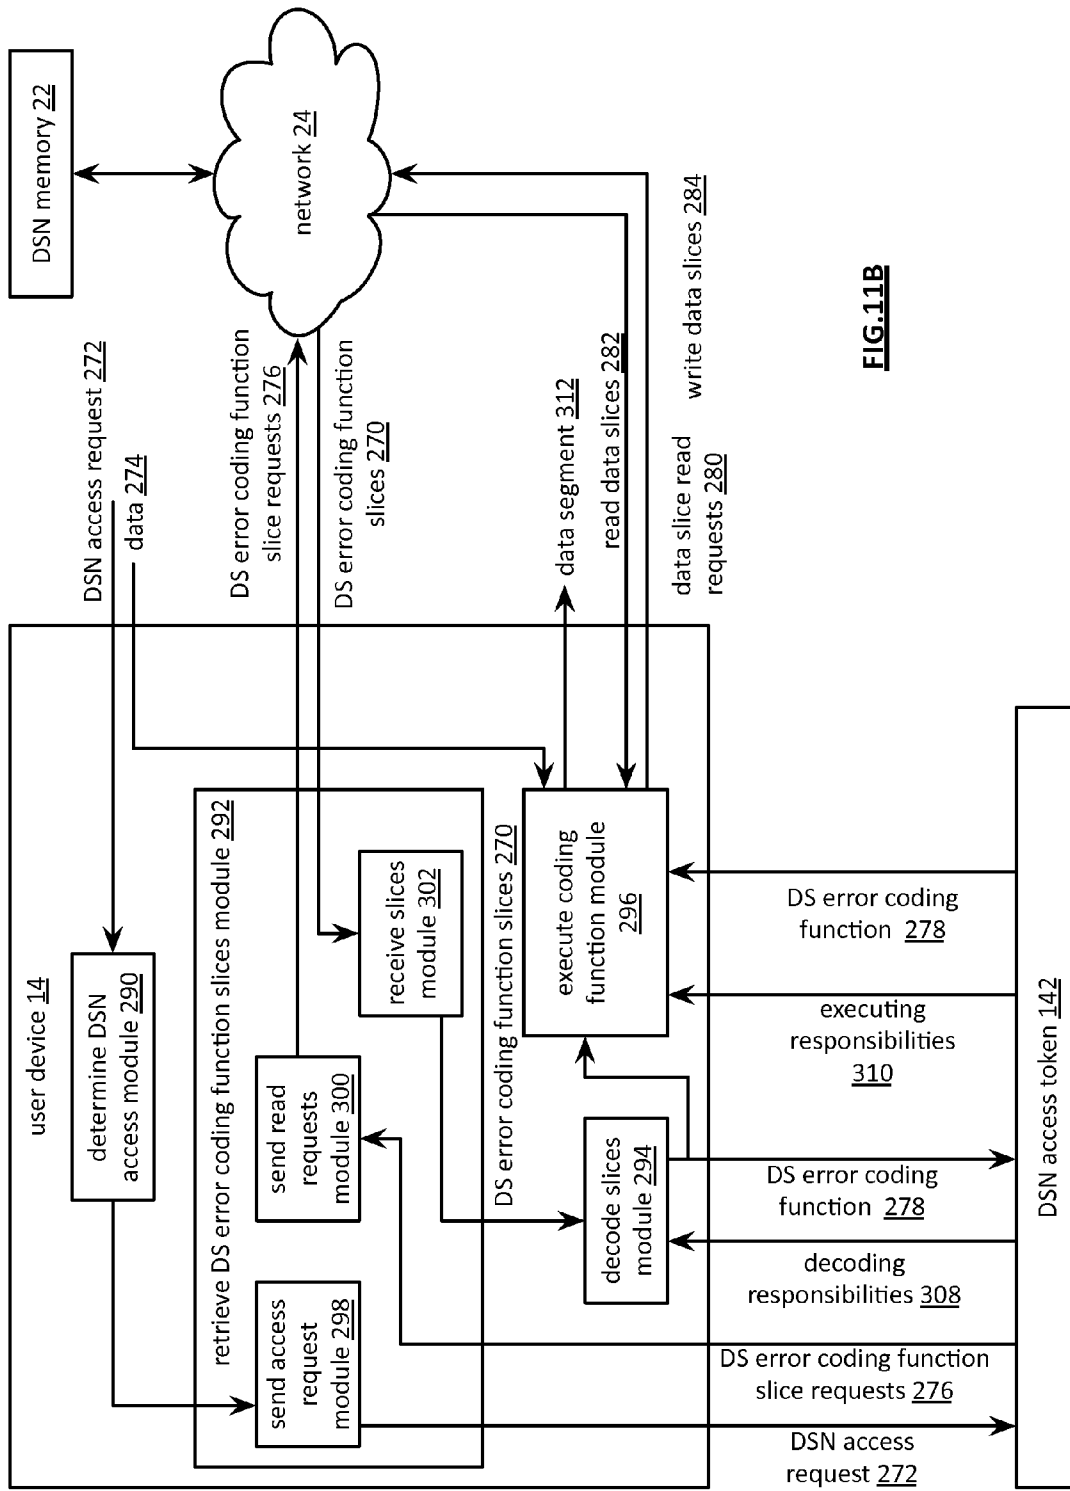 DSN memory 22
network 24
DSN access request 272
data 274
DS error coding function
slice requests 276
DS error coding function
slices 270
data segment 312
read data slices 282
write data slices 284
data slice read
requests 280
user device 14
determine DSN
access module 290
retrieve DS error coding function slices module 292
send access
request
module 298
send read
requests
module 300
receive slices
module 302
DS error coding function slices 270
decode slices
module 294
execute coding
function module
296
DS error coding
function 278
executing
responsibilities
310
DS error coding
function 278
decoding
responsibilities 308
DS error coding function
slice requests 276
DSN access
request 272
DSN access token 142
FIG.11B